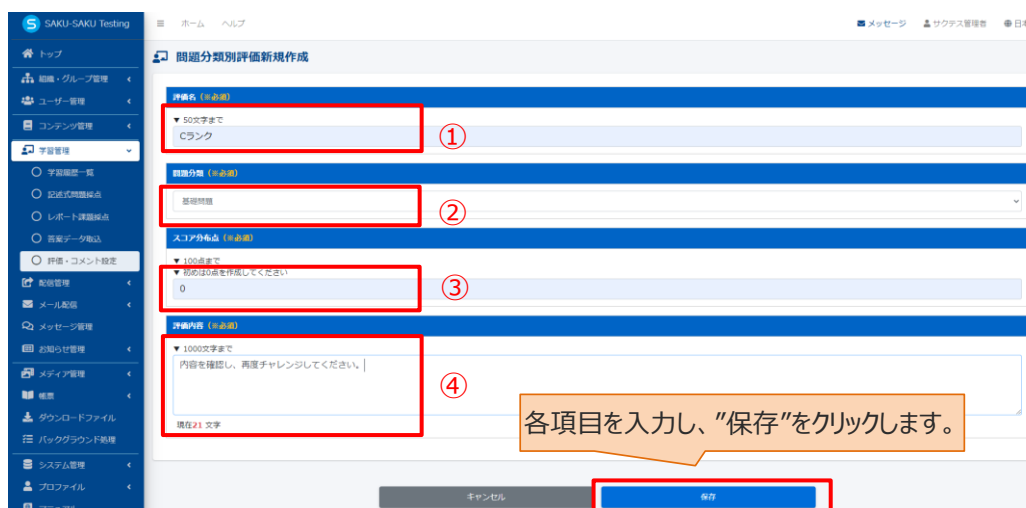 SAKU-SAKU Testing
ホーム ヘルプ
メッセージ サクテス管理者 日本
トップ
組織・グループ管理
ユーザー管理
コンテンツ管理
学習管理
学習履歴一覧
記述式問題採点
レポート課題採点
答案データ取込
評価・コメント設定
配信管理
メール配信
メッセージ管理
お知らせ管理
メディア管理
帳票
ダウンロードファイル
バックグラウンド処理
システム管理
プロファイル
問題分類別評価新規作成
評価名 (※必須)
▼ 50文字まで
Cランク
①
問題分類 (※必須)
基礎問題
②
スコア分布点 (※必須)
▼ 100点まで
▼ 初めは0点を作成してください
0
③
評価内容 (※必須)
▼ 1000文字まで
内容を確認し、再度チャレンジしてください。
④
現在21 文字
各項目を入力し、”保存”をクリックします。
キャンセル
保存